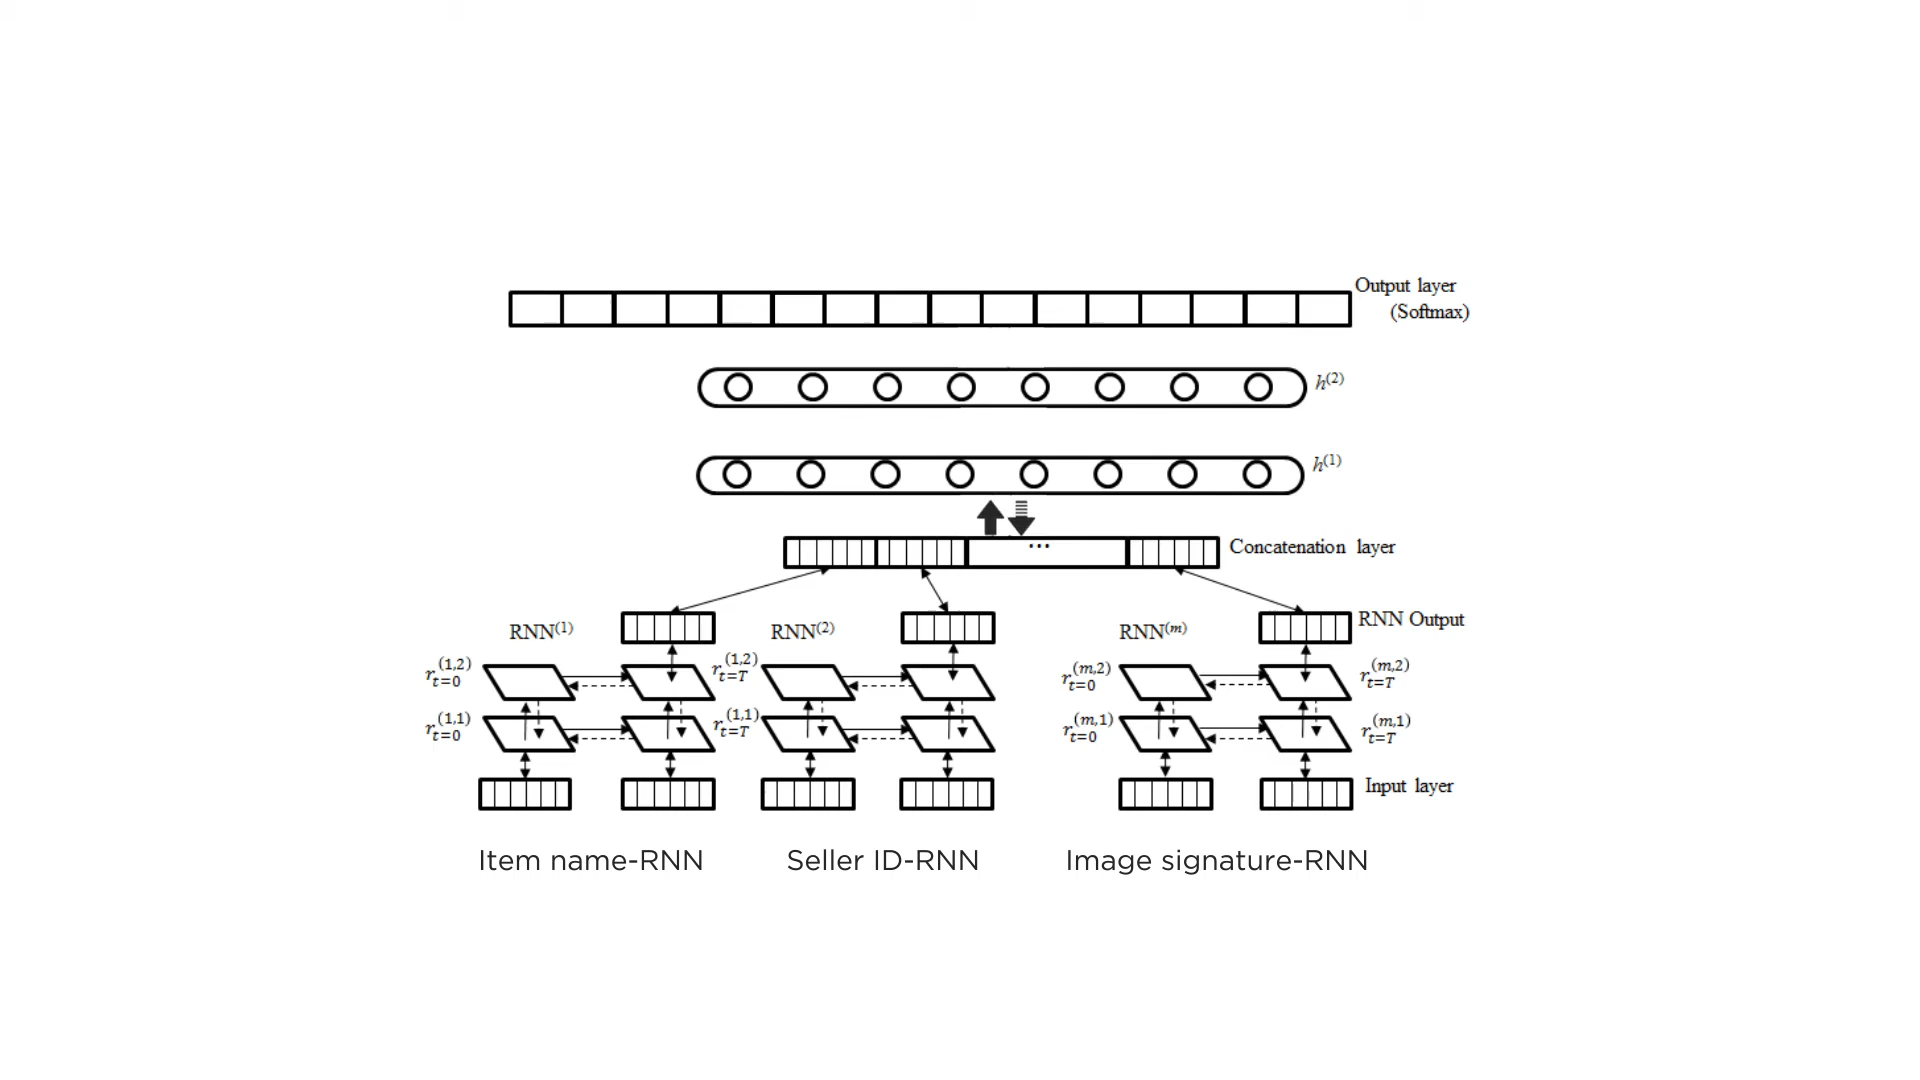 Output layer
(Softmax)
h(2)
h(1)
...
Concatenation layer
RNN(1)
RNN(2)
RNN(m)
RNN Output
r(1,2)t=0
r(1,2)t=T
r(m,2)t=0
r(m,2)t=T
r(1,1)t=0
r(1,1)t=T
r(m,1)t=0
r(m,1)t=T
Input layer
Item name-RNN
Seller ID-RNN
Image signature-RNN